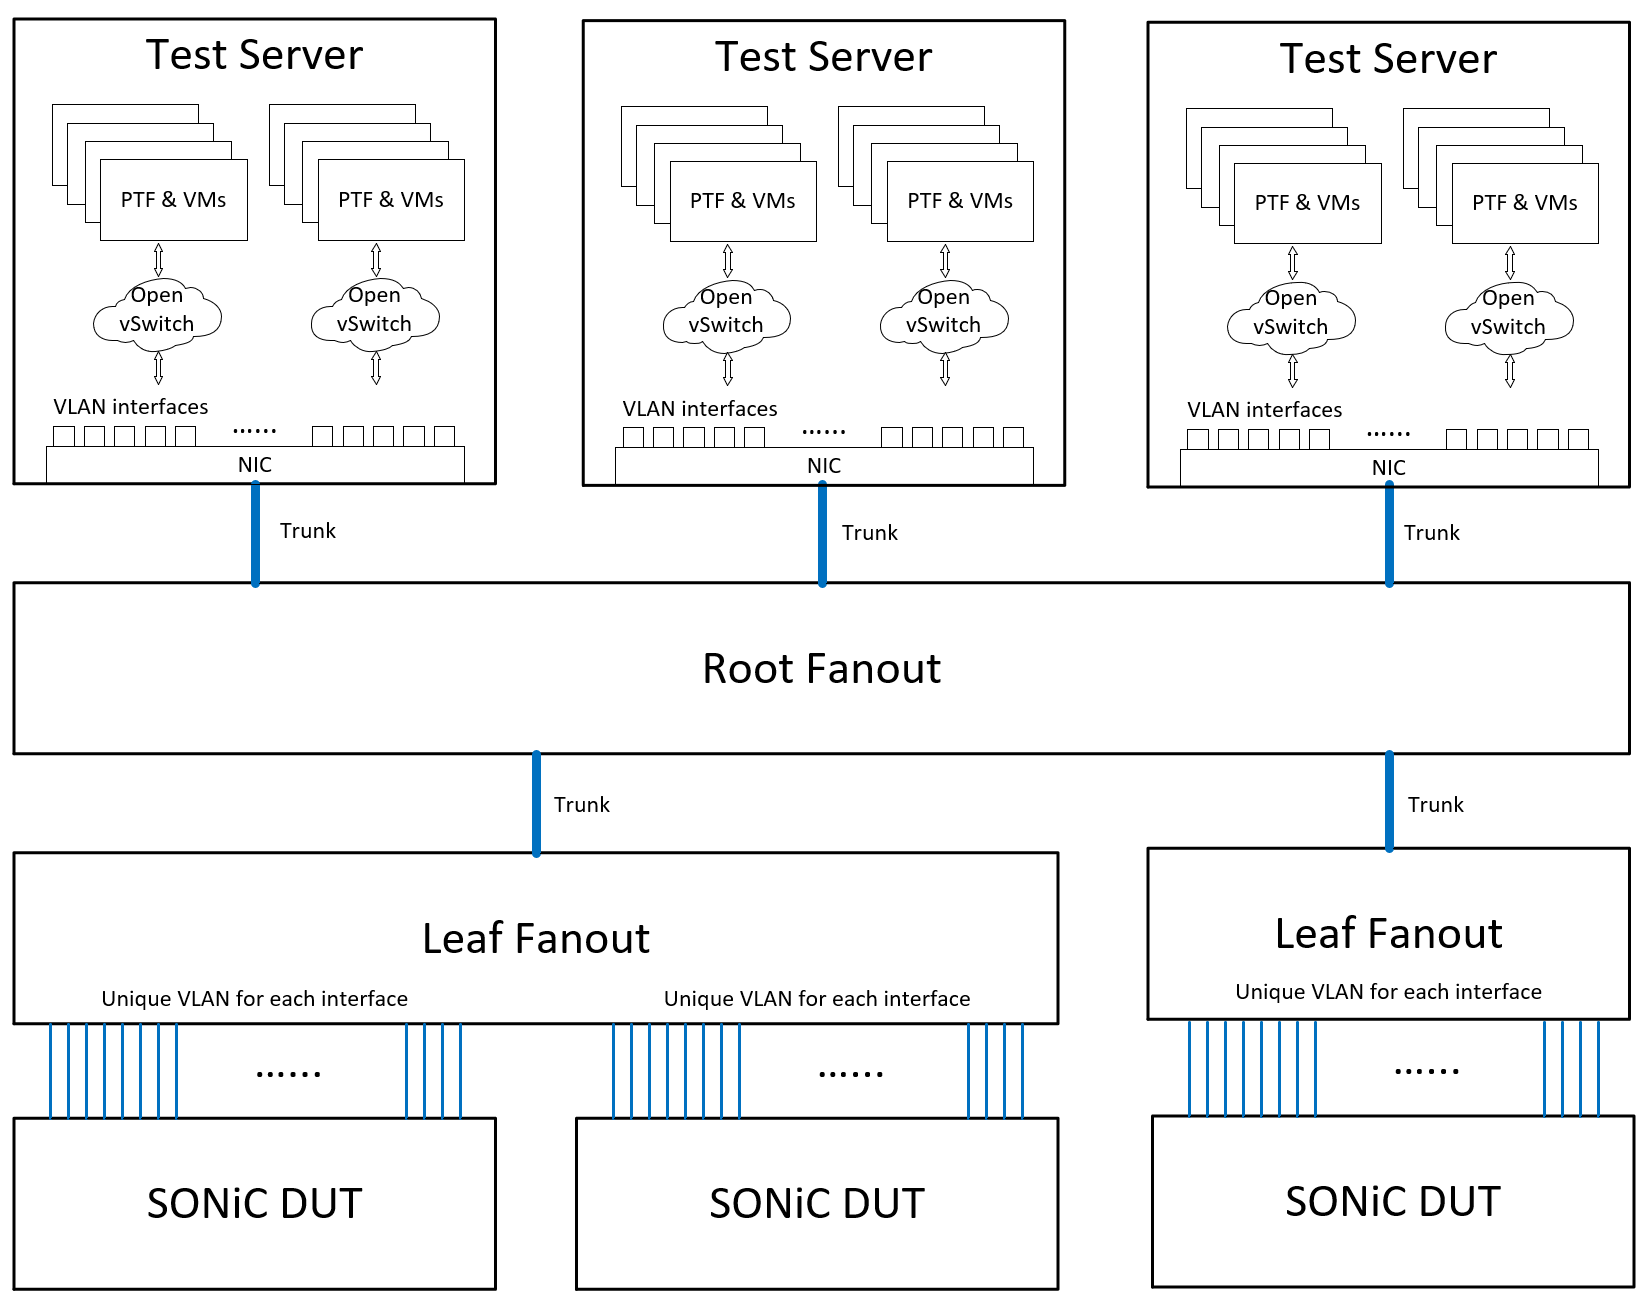 Test Server
Test Server
Test Server
PTF & VMs
PTF & VMs
PTF & VMs
PTF & VMs
PTF & VMs
PTF & VMs
Open
vSwitch
Open
vSwitch
Open
vSwitch
Open
vSwitch
Open
vSwitch
Open
vSwitch
VLAN interfaces
......
VLAN interfaces
......
VLAN interfaces
......
NIC
NIC
NIC
Trunk
Trunk
Trunk
Root Fanout
Trunk
Trunk
Leaf Fanout
Leaf Fanout
Unique VLAN for each interface
Unique VLAN for each interface
Unique VLAN for each interface
......
......
......
SONiC DUT
SONiC DUT
SONiC DUT